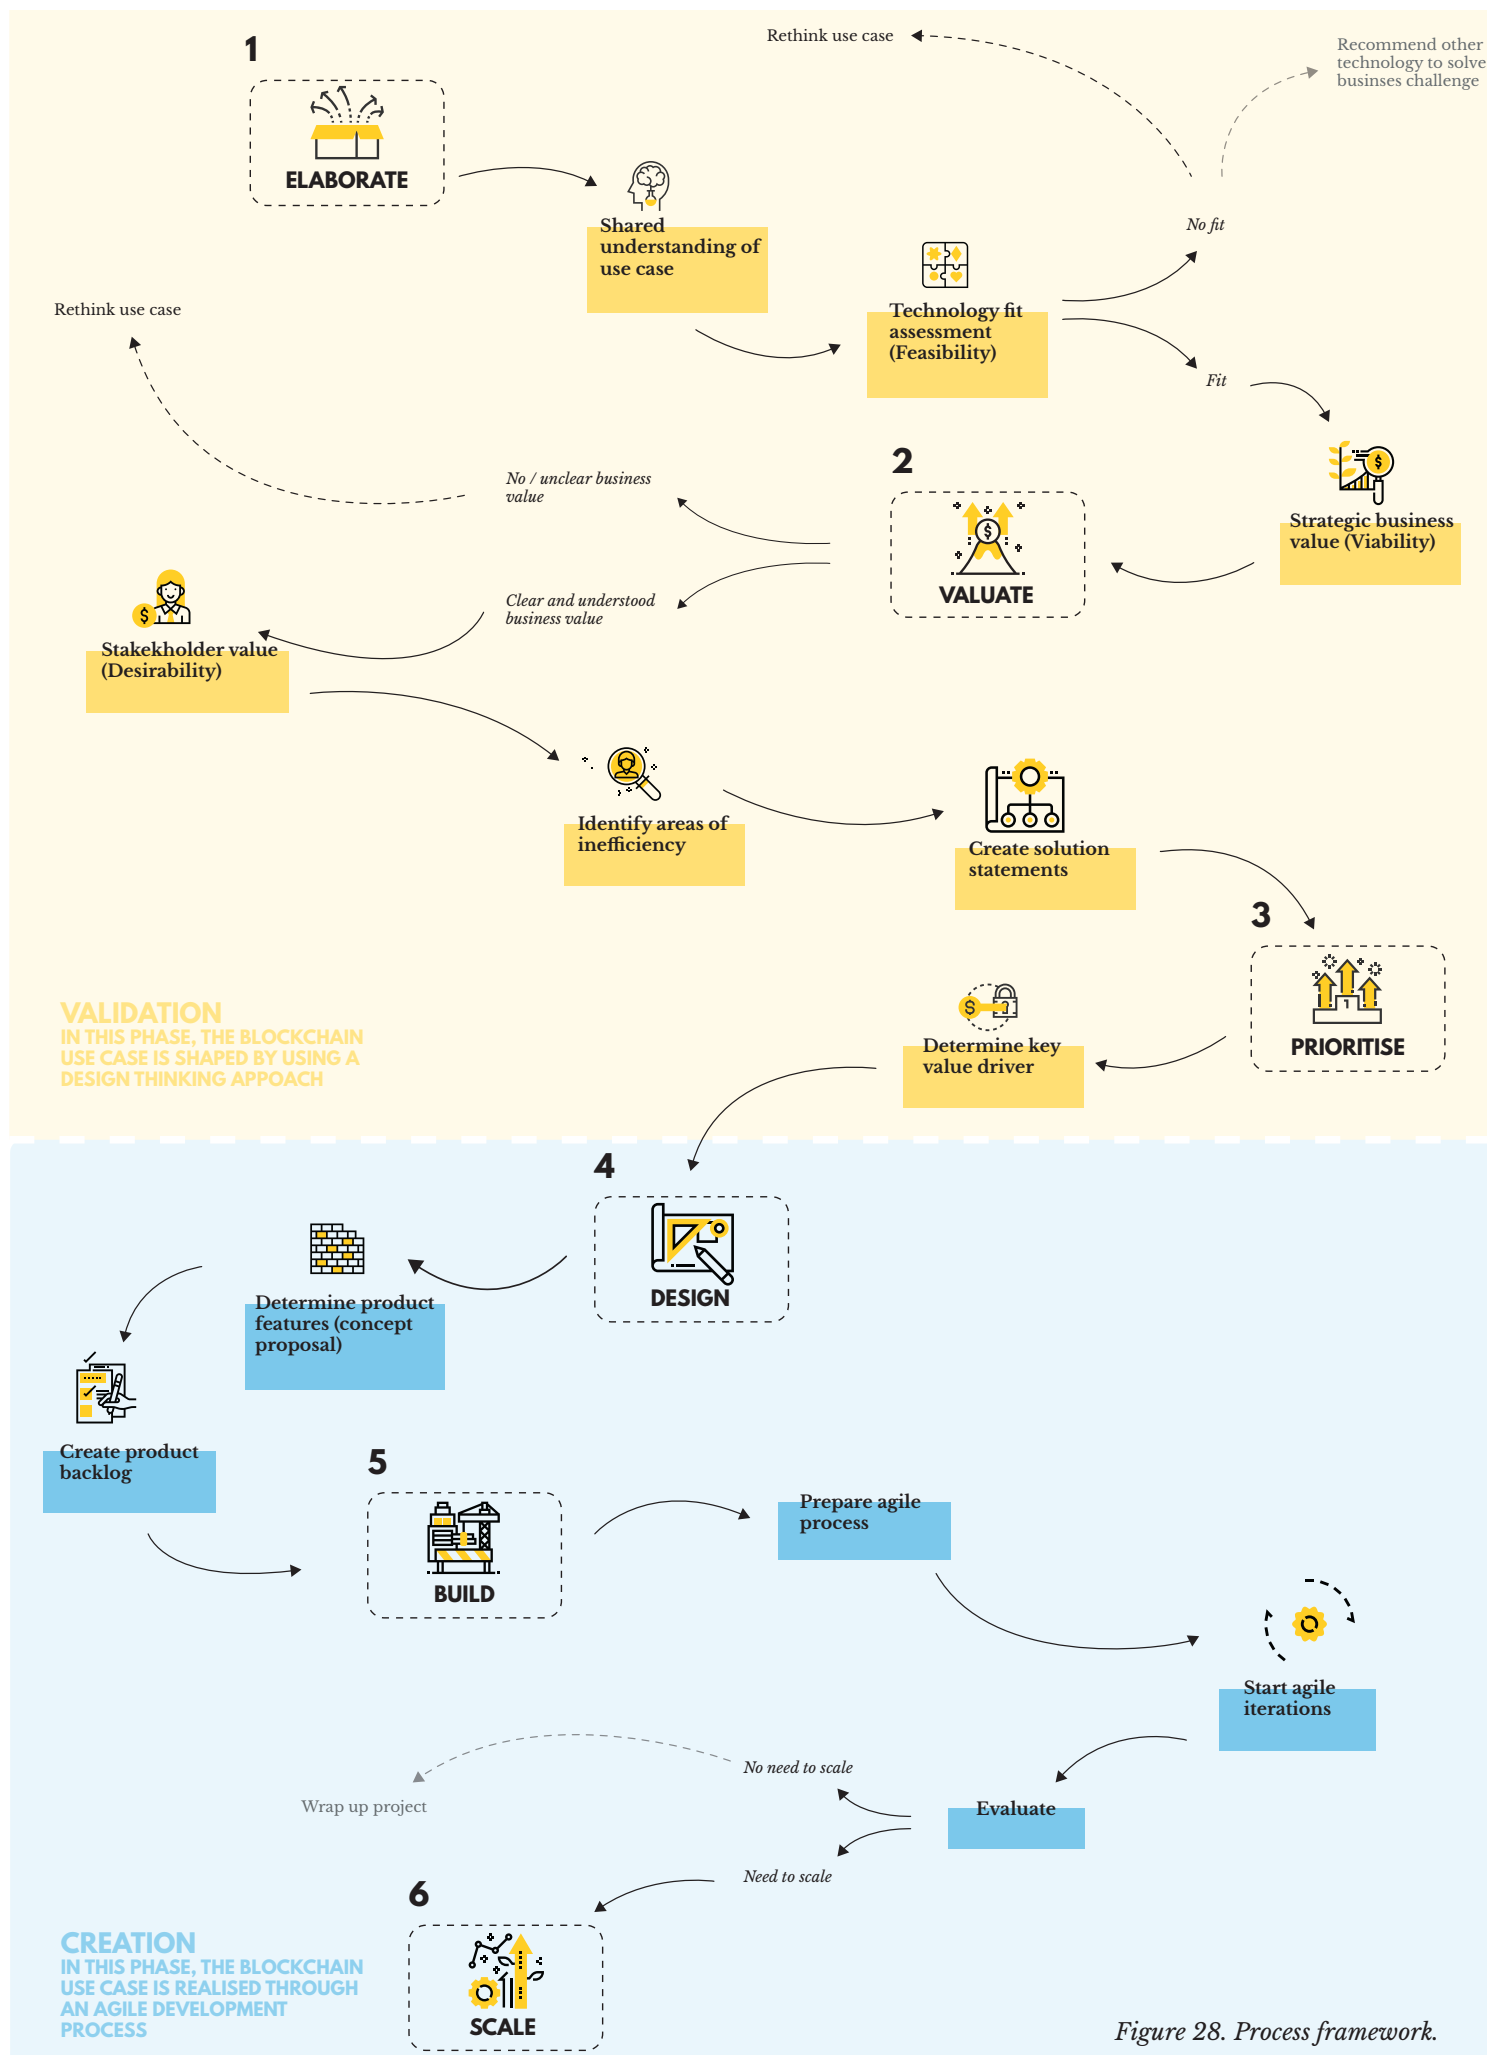 1
ELABORATE
Rethink use case
Recommend other
technology to solve
businses challenge
Shared
understanding of
use case
No fit
Technology fit
assessment
(Feasibility)
Fit
Rethink use case
2
VALUATE
Strategic business
value (Viability)
No / unclear business
value
Clear and understood
business value
Stakekholder value
(Desirability)
Identify areas of
inefficiency
Create solution
statements
3
PRIORITISE
Determine key
value driver
VALIDATION
IN THIS PHASE, THE BLOCKCHAIN
USE CASE IS SHAPED BY USING A
DESIGN THINKING APPOACH
4
DESIGN
Determine product
features (concept
proposal)
Create product
backlog
5
BUILD
Prepare agile
process
Start agile
iterations
Evaluate
No need to scale
Wrap up project
Need to scale
6
SCALE
CREATION
IN THIS PHASE, THE BLOCKCHAIN
USE CASE IS REALISED THROUGH
AN AGILE DEVELOPMENT
PROCESS
Figure 28. Process framework.